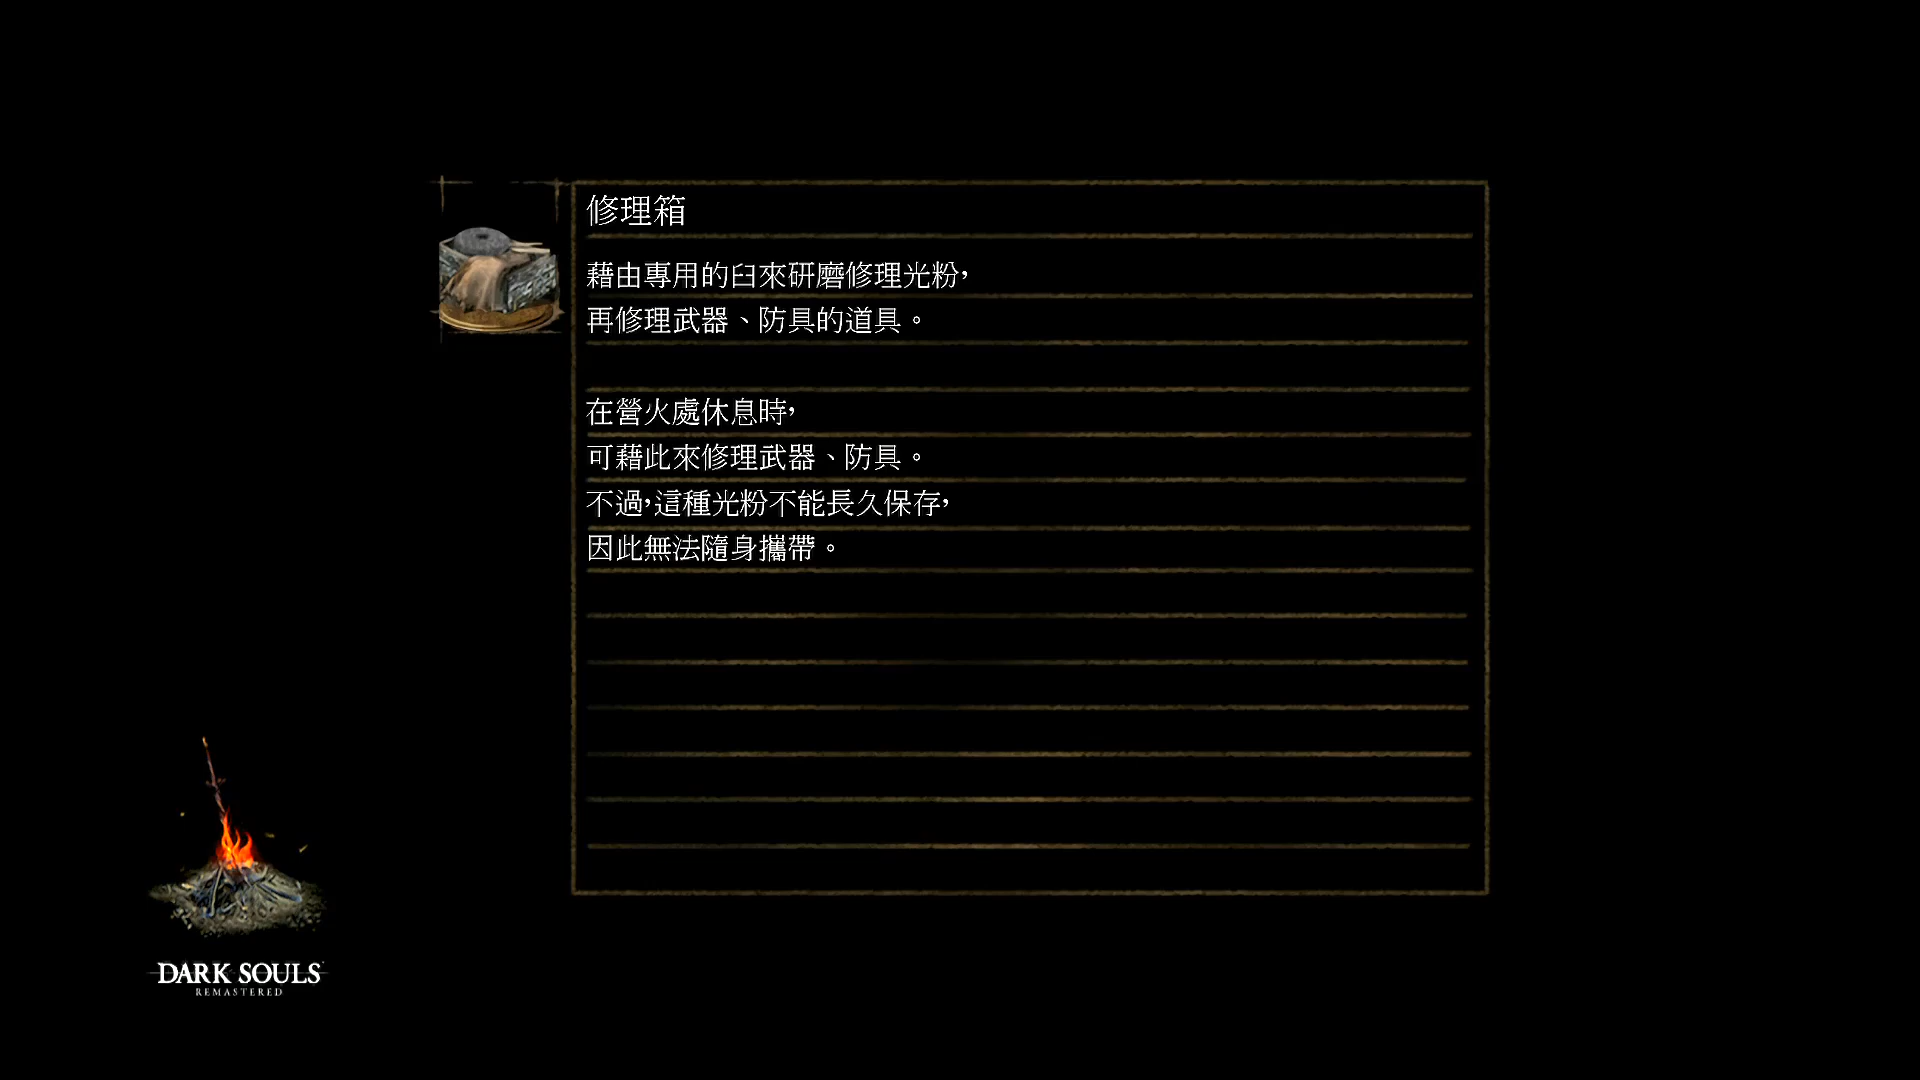 修理箱
藉由專用的臼來研磨修理光粉，
再修理武器、防具的道具。
在營火處休息時，
可藉此來修理武器、防具。
不過，這種光粉不能長久保存，
因此無法隨身攜帶。
DARK SOULS
REMASTERED